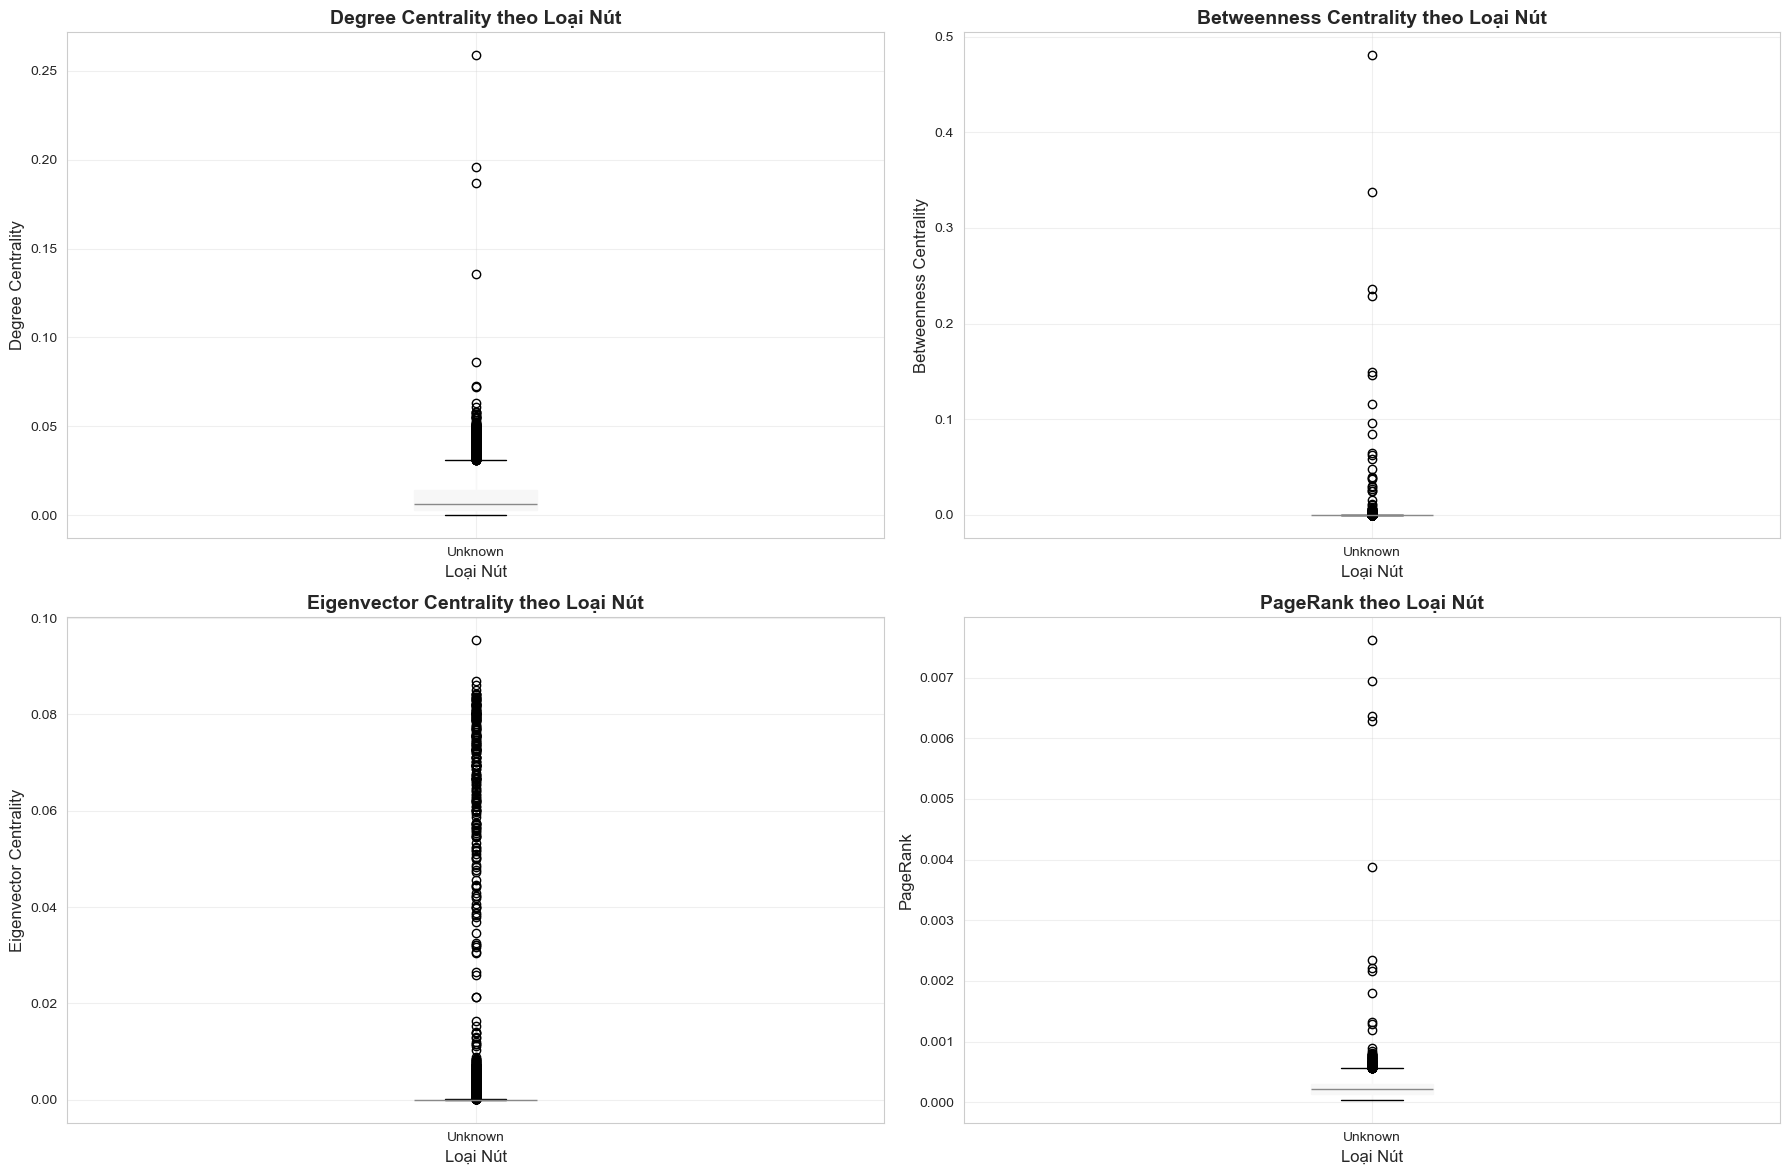 Degree Centrality theo Loại Nút
Degree Centrality
0.25
0.20
0.15
0.10
0.05
0.00
Unknown
Loại Nút
Betweenness Centrality theo Loại Nút
Betweenness Centrality
0.5
0.4
0.3
0.2
0.1
0.0
Unknown
Loại Nút
Eigenvector Centrality theo Loại Nút
Eigenvector Centrality
0.10
0.08
0.06
0.04
0.02
0.00
Unknown
Loại Nút
PageRank theo Loại Nút
PageRank
0.007
0.006
0.005
0.004
0.003
0.002
0.001
0.000
Unknown
Loại Nút